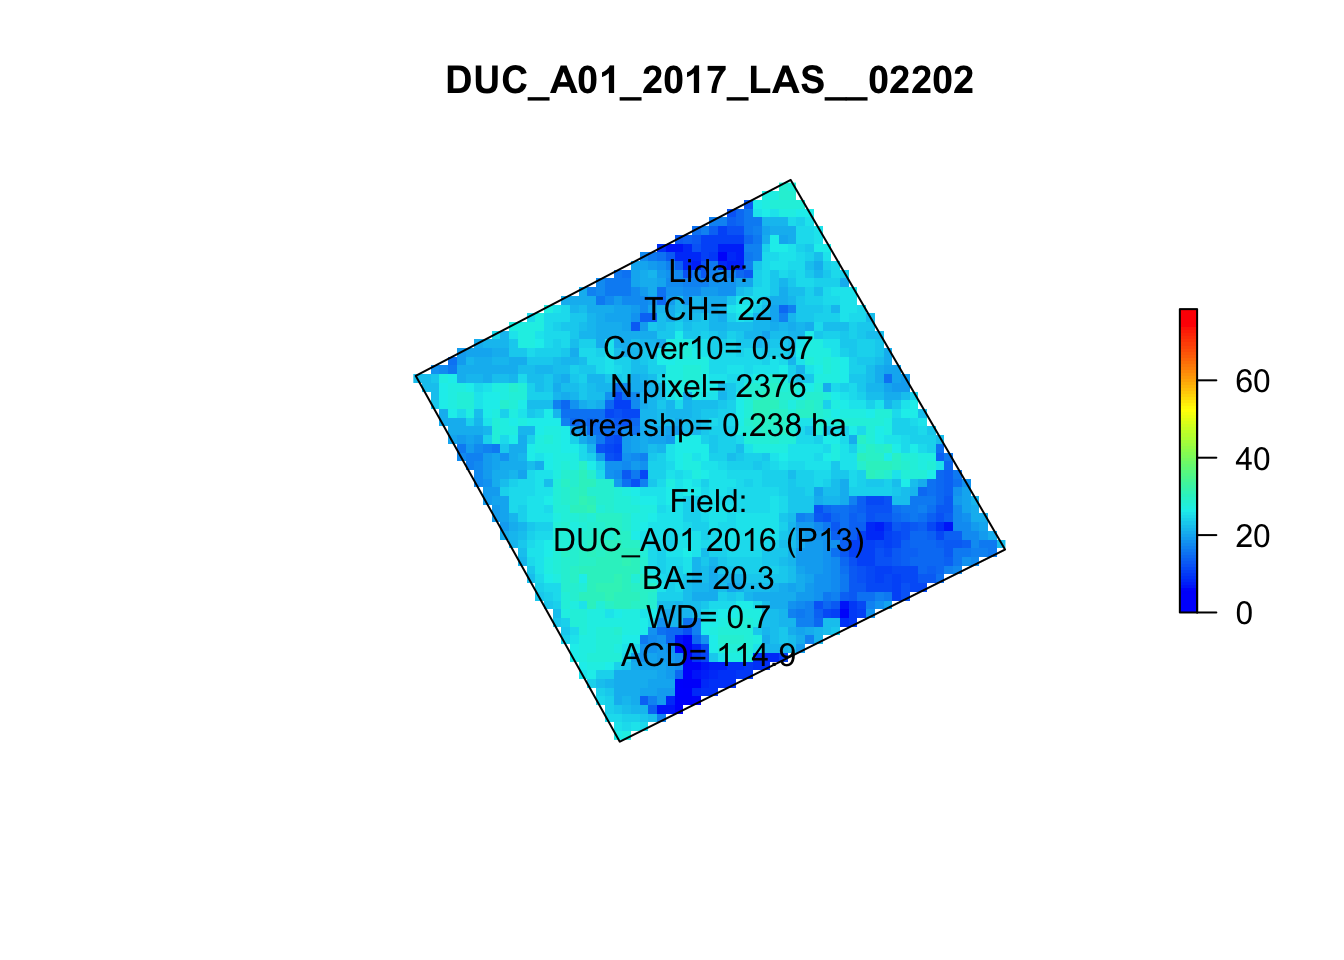 DUC_A01_2017_LAS__02202
Lidar:
TCH= 22
Cover10= 0.97
N.pixel= 2376
area.shp= 0.238 ha
Field:
DUC_A01 2016 (P13)
BA= 20.3
WD= 0.7
ACD= 114.9
60
40
20
0